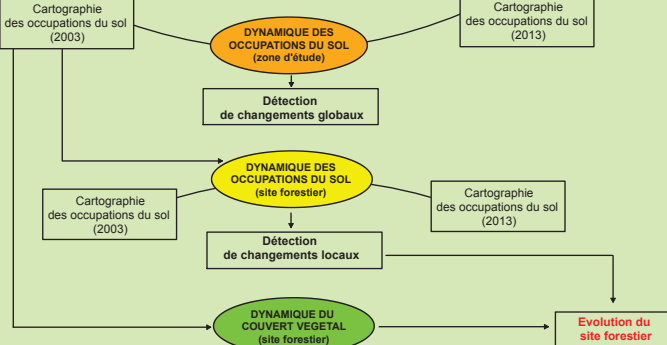 Cartographie
des occupations du sol
(2003)
DYNAMIQUE DES
OCCUPATIONS DU SOL
(zone d'étude)
Cartographie
des occupations du sol
(2013)
Détection
de changements globaux
DYNAMIQUE DES
OCCUPATIONS DU SOL
(site forestier)
Cartographie
des occupations du sol
(2003)
Cartographie
des occupations du sol
(2013)
Détection
de changements locaux
DYNAMIQUE DU
COUVERT VEGETAL
(site forestier)
Evolution du
site forestier